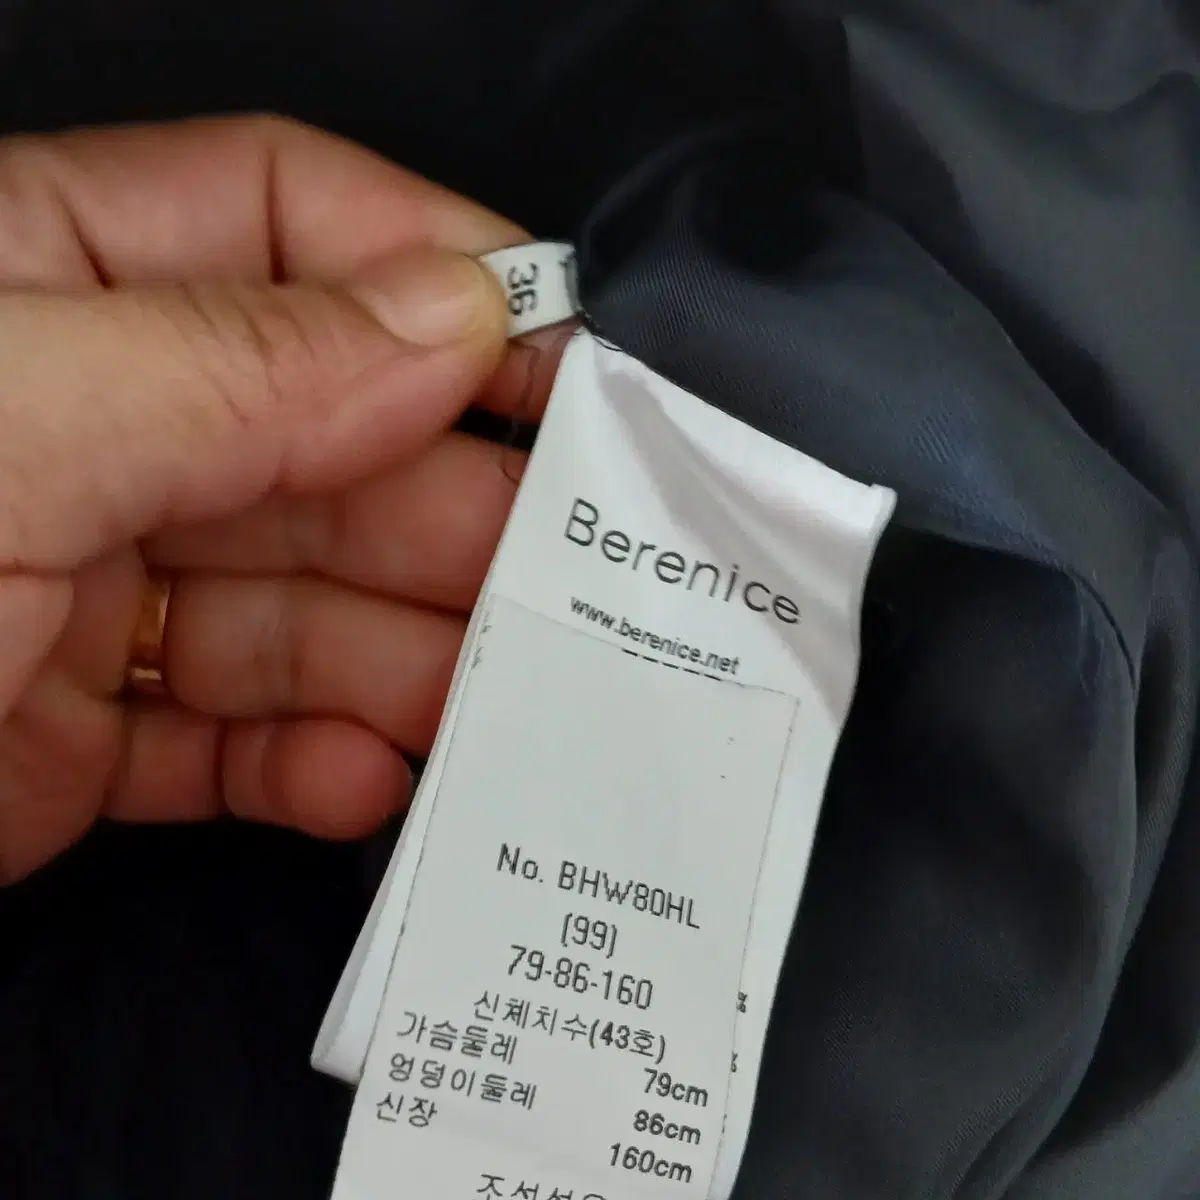 36
Berenice
www.berenice.net
No. BHW80HL
(99)
79-86-160
신체치수(43호)
가슴둘레 79cm
엉덩이둘레 86cm
신장 160cm